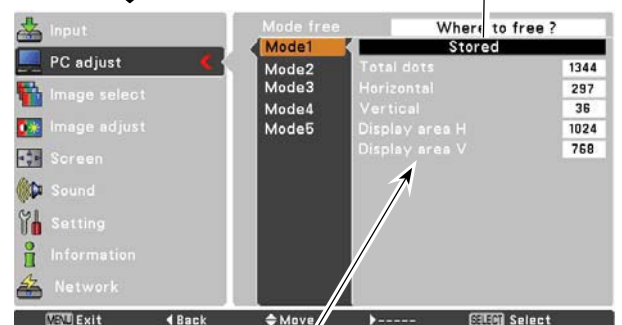 Input
PC adjust
Image select
Image adjust
Screen
Sound
Setting
Information
Network
Mode free
Where to free ?
Mode1
Mode2
Mode3
Mode4
Mode5
Stored
Total dots 1344
Horizontal 297
Vertical 36
Display area H 1024
Display area V 768
MENU Exit
Back
Move
-----
SELECT Select